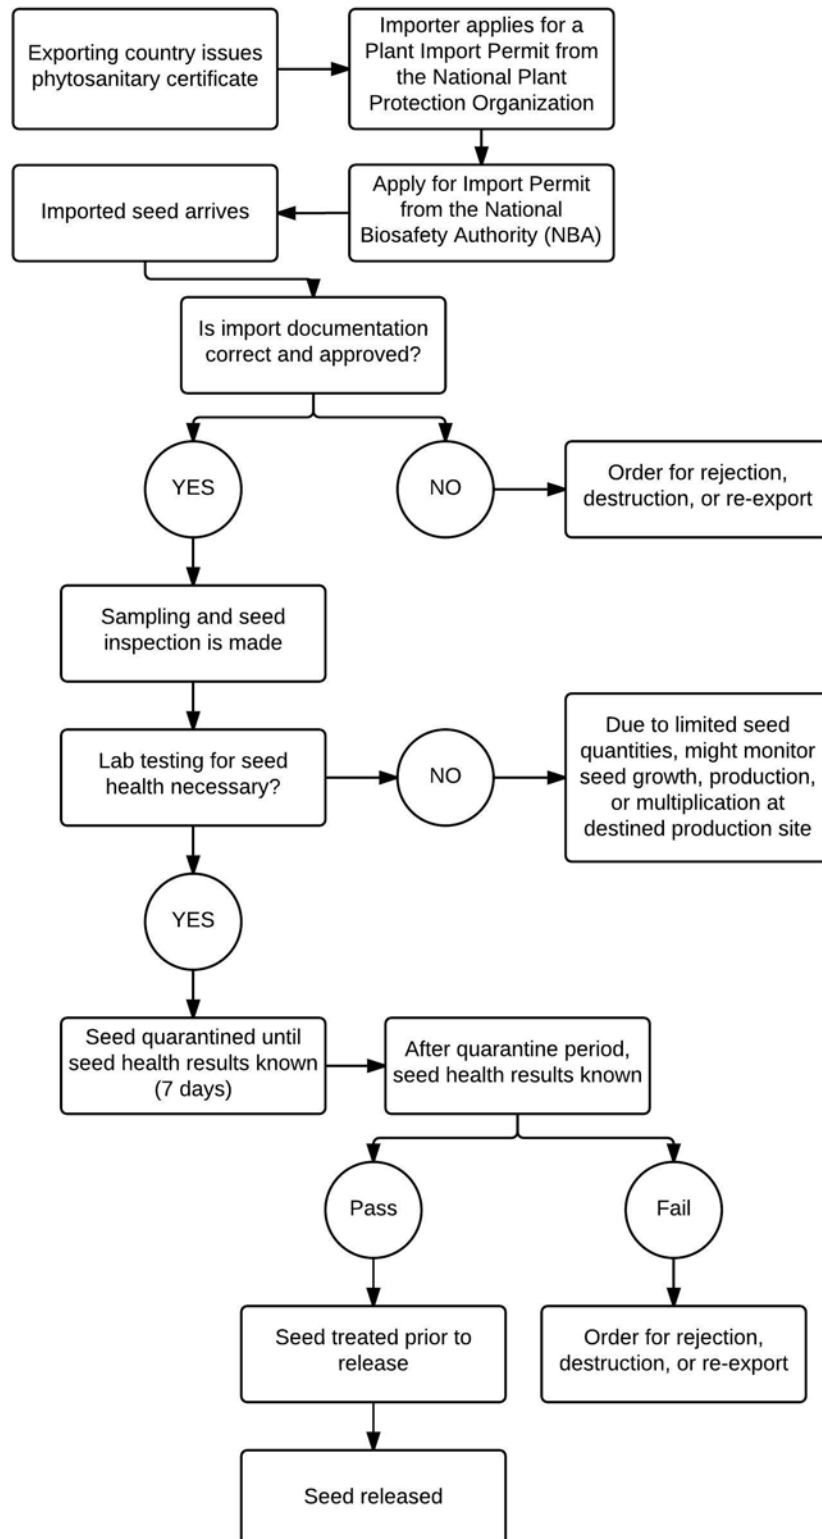 Exporting country issues
phytosanitary certificate
Importer applies for a
Plant Import Permit from
the National Plant
Protection Organization
Imported seed arrives
Apply for Import Permit
from the National
Biosafety Authority (NBA)
Is import documentation
correct and approved?
YES
NO
Order for rejection,
destruction, or re-export
Sampling and seed
inspection is made
Lab testing for seed
health necessary?
NO
Due to limited seed
quantities, might monitor
seed growth, production,
or multiplication at
destined production site
YES
Seed quarantined until
seed health results known
(7 days)
After quarantine period,
seed health results known
Pass
Fail
Seed treated prior to
release
Order for rejection,
destruction, or re-export
Seed released